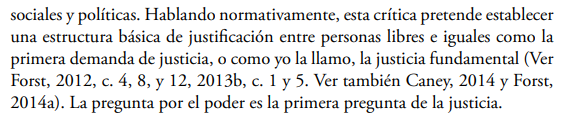 sociales y políticas. Hablando normativamente, esta crítica pretende establecer
una estructura básica de justificación entre personas libres e iguales como la
primera demanda de justicia, o como yo la llamo, la justicia fundamental (Ver
Forst, 2012, c. 4, 8, y 12, 2013b, c. 1 y 5. Ver también Caney, 2014 y Forst,
2014a). La pregunta por el poder es la primera pregunta de la justicia.